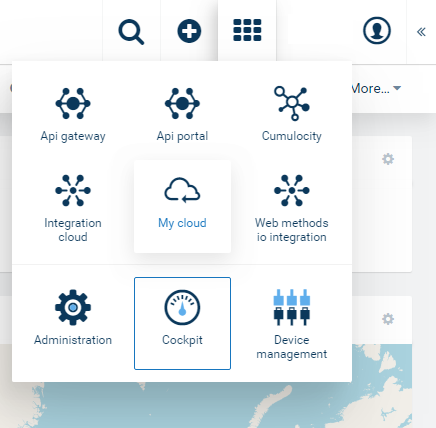 More...
Api gateway
Api portal
Cumulocity
Integration
cloud
My cloud
Web methods
io integration
Administration
Cockpit
Device
management